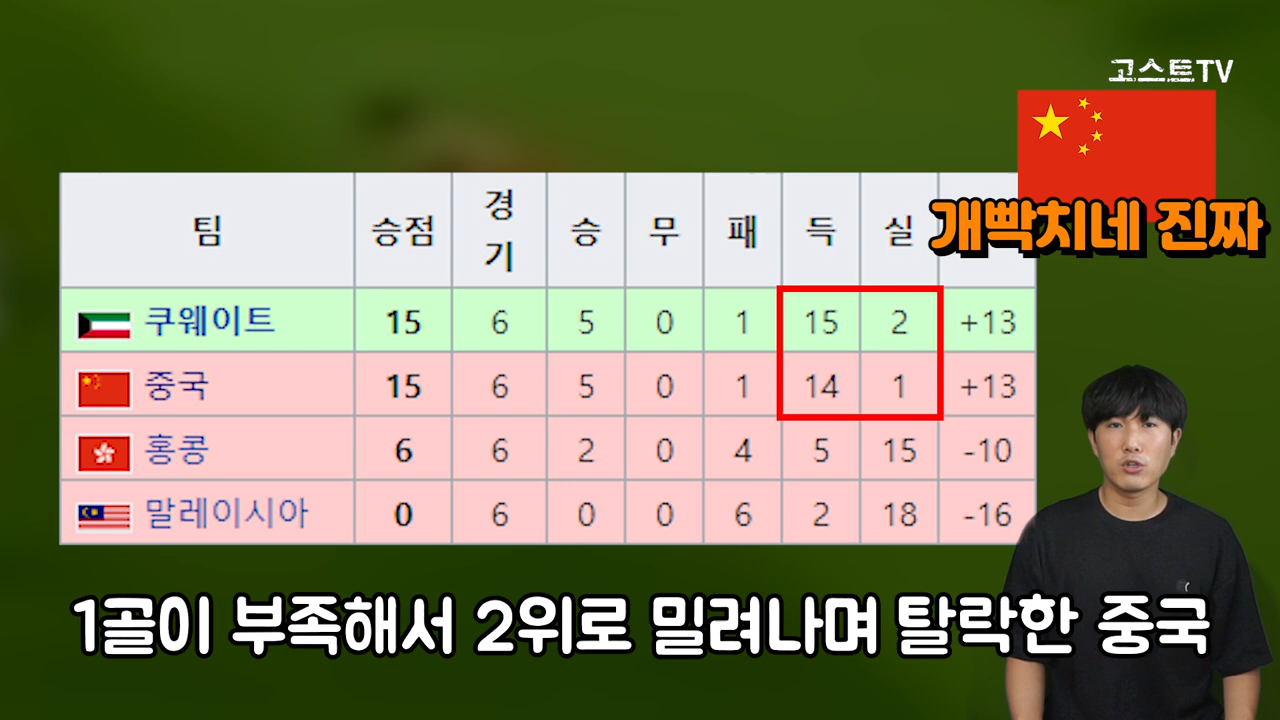 고스트TV
개빡치네 진짜
팀 승점 경기 승 무 패 득 실
쿠웨이트 15 6 5 0 1 15 2 +13
중국 15 6 5 0 1 14 1 +13
홍콩 6 6 2 0 4 5 15 -10
말레이시아 0 6 0 0 6 2 18 -16
1골이 부족해서 2위로 밀려나며 탈락한 중국